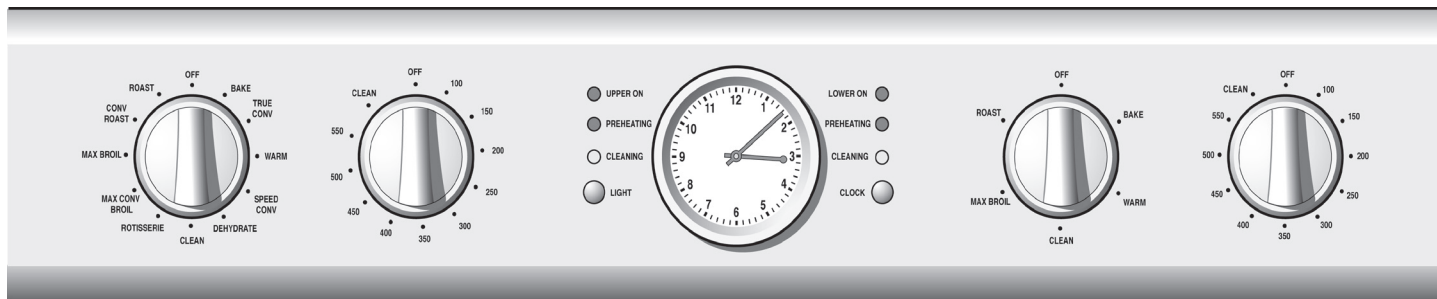 OFF
BAKE
TRUE
CONV
WARM
SPEED
CONV
DEHYDRATE
CLEAN
ROTISSERIE
MAX CONV
BROIL
MAX BROIL
CONV
ROAST
ROAST
OFF
100
150
200
250
300
350
400
450
500
550
CLEAN
UPPER ON
PREHEATING
CLEANING
LIGHT
12
1
2
3
4
5
6
7
8
9
10
11
LOWER ON
PREHEATING
CLEANING
CLOCK
OFF
BAKE
WARM
CLEAN
MAX BROIL
ROAST
OFF
100
150
200
250
300
350
400
450
500
550
CLEAN